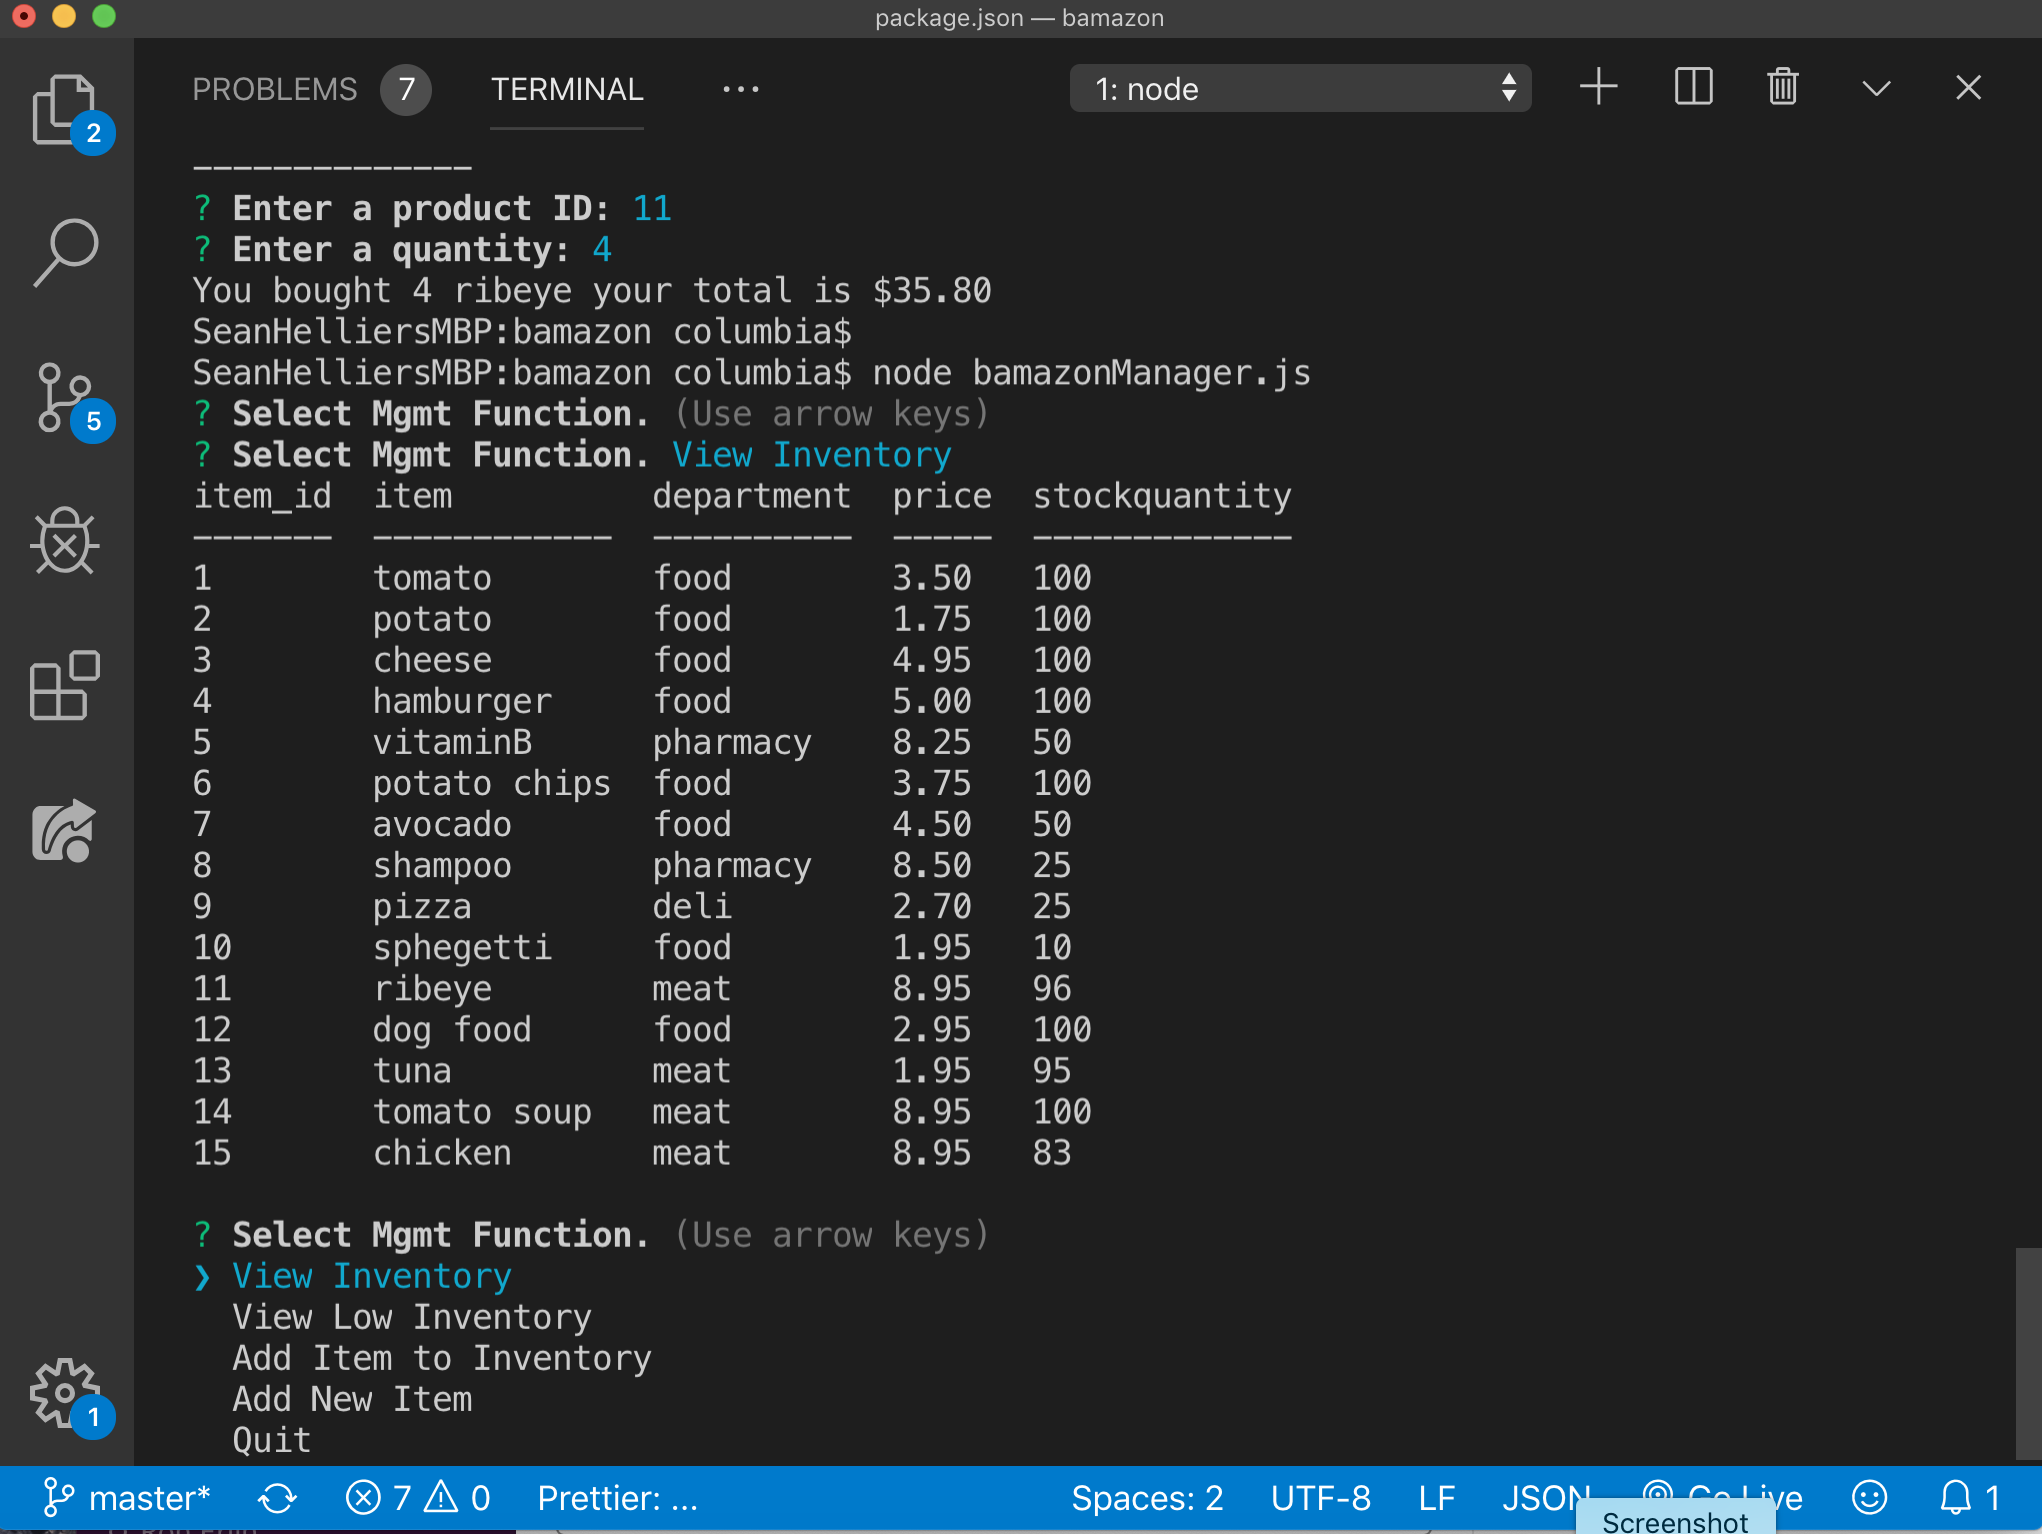 package.json — bamazon
PROBLEMS 7 TERMINAL ... 1: node
2
--------------
? Enter a product ID: 11
? Enter a quantity: 4
You bought 4 ribeye your total is $35.80
SeanHelliersMBP:bamazon columbia$
SeanHelliersMBP:bamazon columbia$ node bamazonManager.js
? Select Mgmt Function. (Use arrow keys)
5
? Select Mgmt Function. View Inventory
item_id item department price stockquantity
------- ------------ ---------- ----- -------------
1 tomato food 3.50 100
2 potato food 1.75 100
3 cheese food 4.95 100
4 hamburger food 5.00 100
5 vitaminB pharmacy 8.25 50
6 potato chips food 3.75 100
7 avocado food 4.50 50
8 shampoo pharmacy 8.50 25
9 pizza deli 2.70 25
10 sphegetti food 1.95 10
11 ribeye meat 8.95 96
12 dog food food 2.95 100
13 tuna meat 1.95 95
14 tomato soup meat 8.95 100
15 chicken meat 8.95 83
? Select Mgmt Function. (Use arrow keys)
❯ View Inventory
View Low Inventory
Add Item to Inventory
Add New Item
1
Quit
master* 7 0 Prettier: ... Spaces: 2 UTF-8 LF JSON Go Live 1
Screenshot